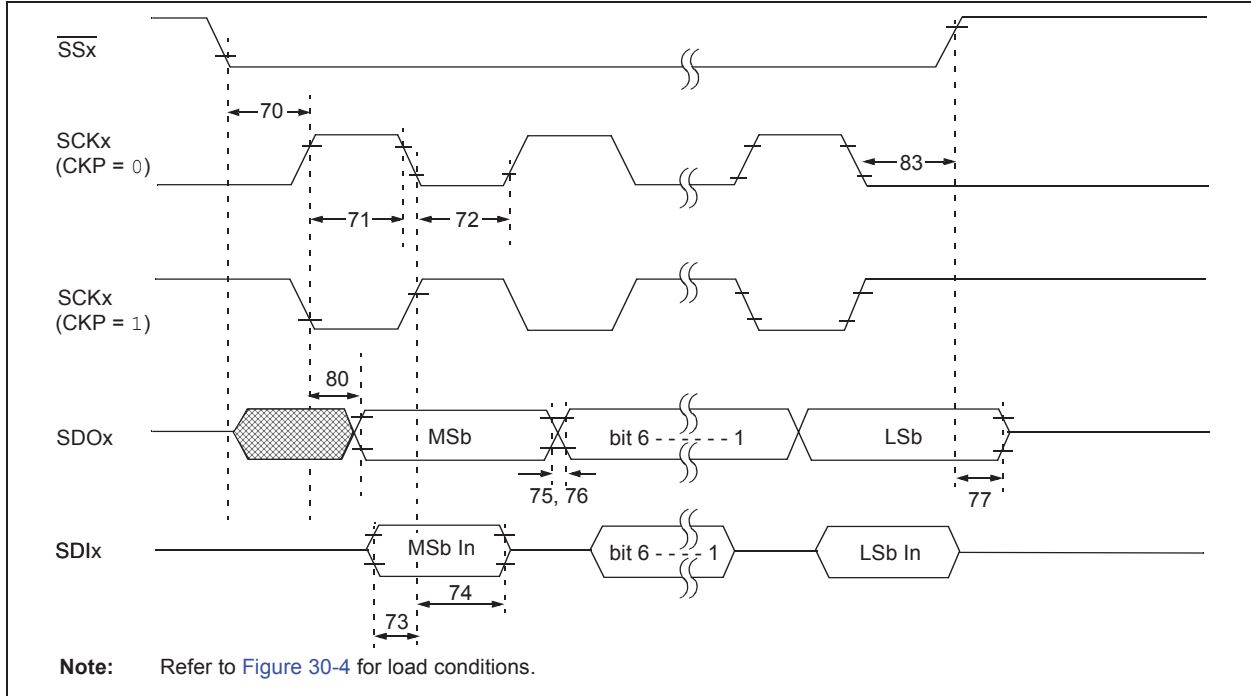 SSx
70
SCKx
(CKP = 0)
83
71
72
SCKx
(CKP = 1)
80
SDOx
MSb
bit 6 - - - - - - 1
LSb
75, 76
77
SDIx
MSb In
bit 6 - - - - 1
LSb In
74
73
Note: Refer to Figure 30-4 for load conditions.